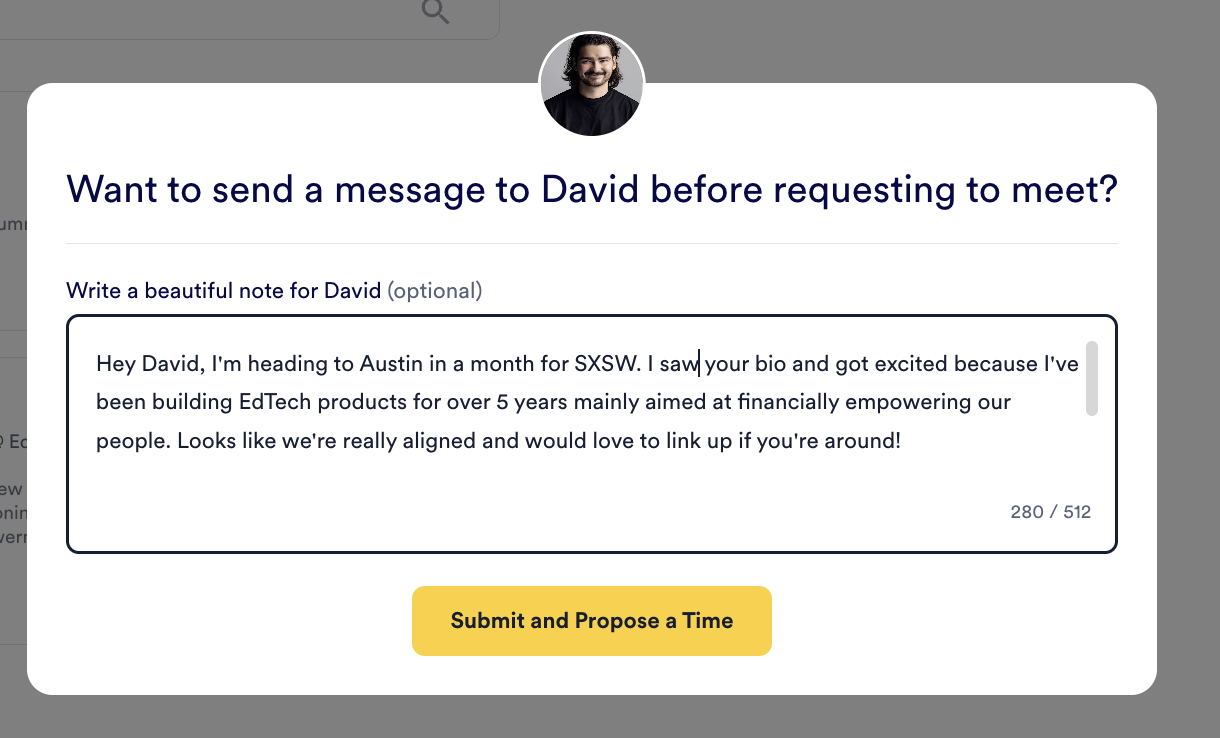 Want to send a message to David before requesting to meet?
Write a beautiful note for David (optional)
Hey David, I'm heading to Austin in a month for SXSW. I saw your bio and got excited because I've
been building EdTech products for over 5 years mainly aimed at financially empowering our
people. Looks like we're really aligned and would love to link up if you're around!
280 / 512
Submit and Propose a Time